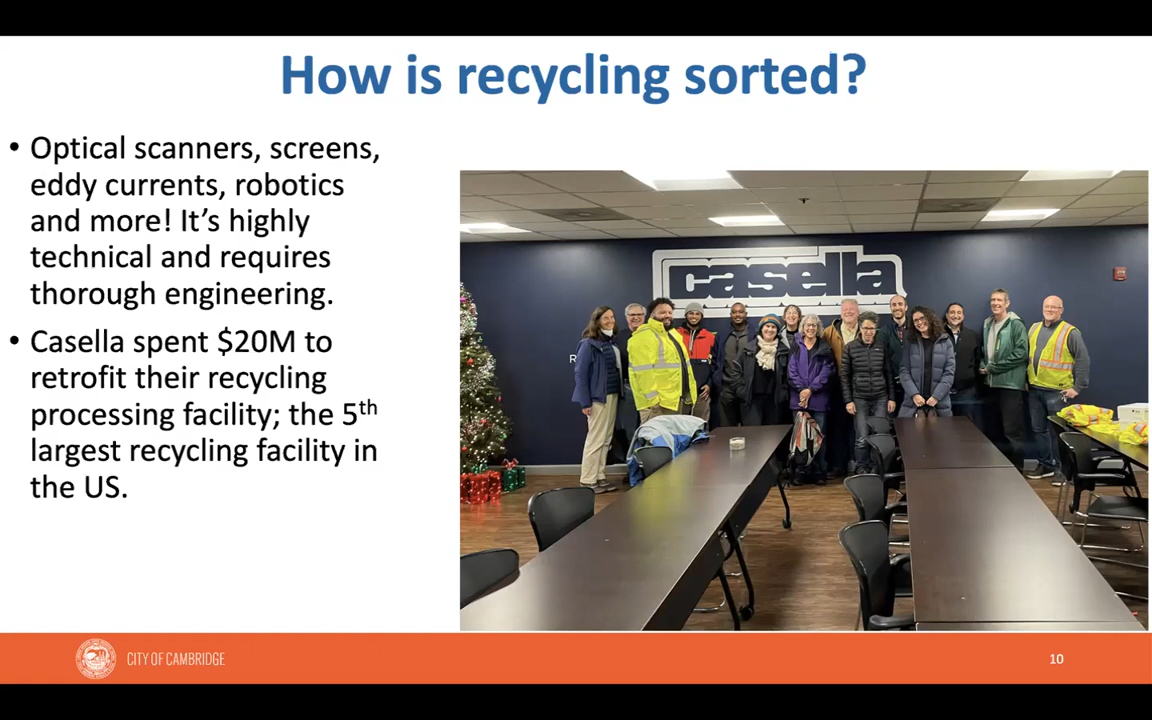 How is recycling sorted?
• Optical scanners, screens,
eddy currents, robotics
and more! It’s highly
technical and requires
thorough engineering.
• Casella spent $20M to
retrofit their recycling
processing facility; the 5th
largest recycling facility in
the US.
casella
CITY OF CAMBRIDGE
10